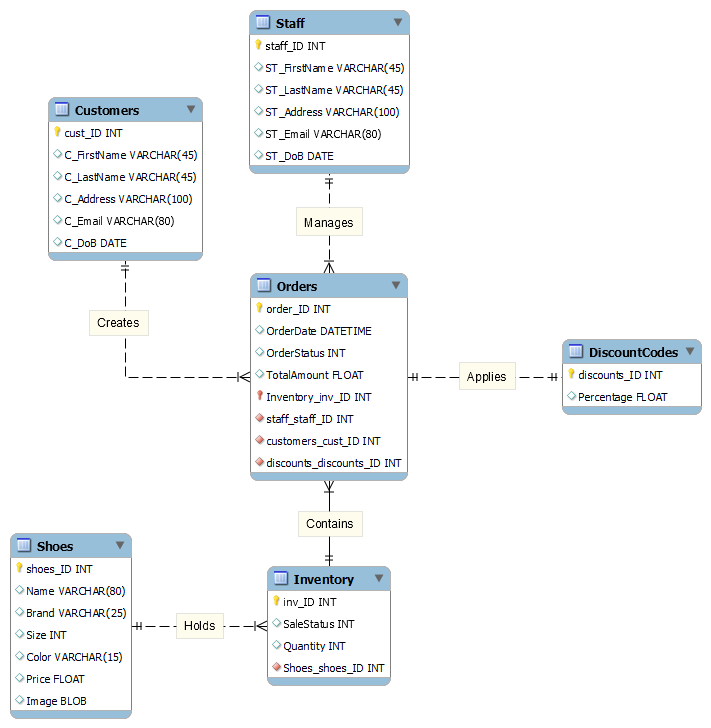 Staff
staff_ID INT
ST_FirstName VARCHAR(45)
ST_LastName VARCHAR(45)
ST_Address VARCHAR(100)
ST_Email VARCHAR(80)
ST_DoB DATE
Customers
cust_ID INT
C_FirstName VARCHAR(45)
C_LastName VARCHAR(45)
C_Address VARCHAR(100)
C_Email VARCHAR(80)
C_DoB DATE
Manages
Creates
Orders
order_ID INT
OrderDate DATETIME
OrderStatus INT
TotalAmount FLOAT
Inventory_inv_ID INT
staff_staff_ID INT
customers_cust_ID INT
discounts_discounts_ID INT
Applies
DiscountCodes
discounts_ID INT
Percentage FLOAT
Contains
Shoes
shoes_ID INT
Name VARCHAR(80)
Brand VARCHAR(25)
Size INT
Color VARCHAR(15)
Price FLOAT
Image BLOB
Holds
Inventory
inv_ID INT
SaleStatus INT
Quantity INT
Shoes_shoes_ID INT